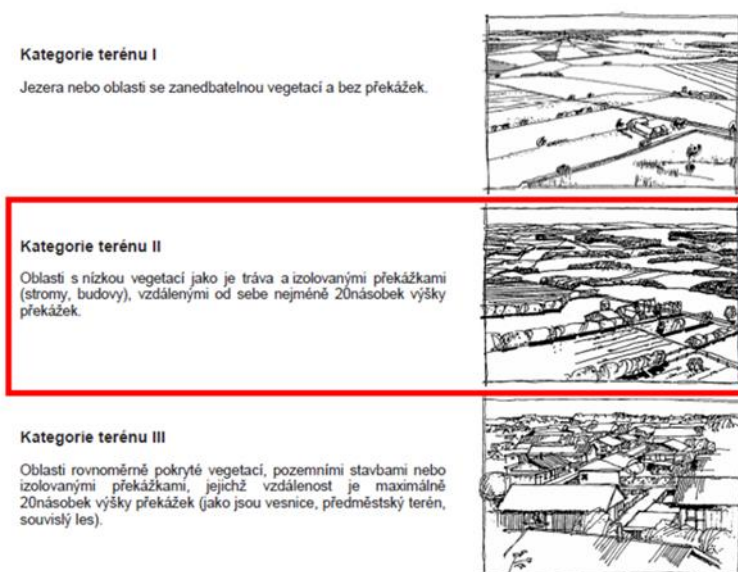 Kategorie terénu I
Jezera nebo oblasti se zanedbatelnou vegetací a bez překážek.
Kategorie terénu II
Oblasti s nízkou vegetací jako je tráva a izolovanými překážkami
(stromy, budovy), vzdálenými od sebe nejméně 20násobek výšky
překážek.
Kategorie terénu III
Oblasti rovnoměrně pokryté vegetací, pozemními stavbami nebo
izolovanými překážkami, jejichž vzdálenost je maximálně
20násobek výšky překážek (jako jsou vesnice, předměstský terén,
souvislý les).